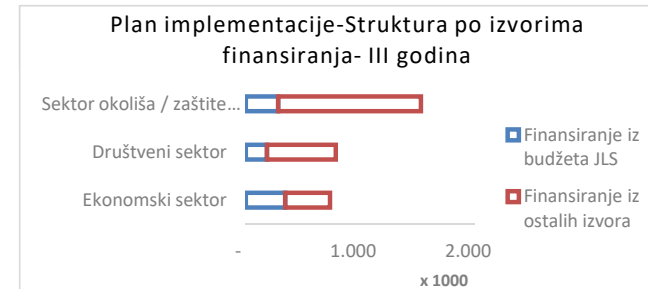 Plan implementacije-Struktura po izvorima
finansiranja- III godina
Sektor okoliša / zaštite…
Društveni sektor
Ekonomski sektor
Finansiranje iz
budžeta JLS
Finansiranje iz
ostalih izvora
- 1.000 2.000
x 1000